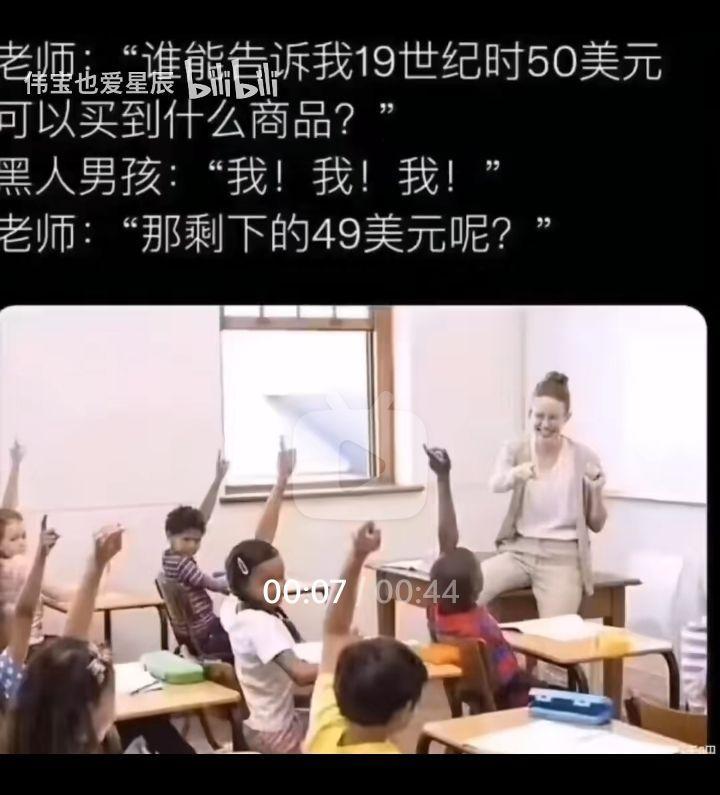 老师：“谁能告诉我19世纪时50美元
伟宝也爱星辰 bilibili
可以买到什么商品？”
黑人男孩：“我！我！我！”
老师：“那剩下的49美元呢？”
00:07 / 00:44